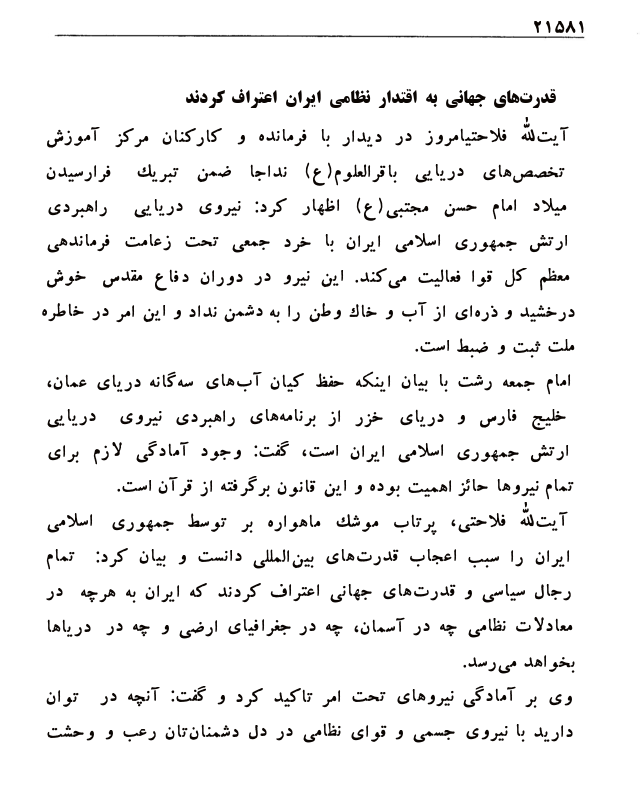 ۲۱۵۸۱
قدرت‌های جهانی به اقتدار نظامی ایران اعتراف کردند
آیت‌الله فلاحتیامروز در دیدار با فرمانده و کارکنان مرکز آموزش
تخصص‌های دریایی باقرالعلوم(ع) نداجا ضمن تبریك فرارسیدن
میلاد امام حسن مجتبی(ع) اظهار کرد: نیروی دریایی راهبردی
ارتش جمهوری اسلامی ایران با خرد جمعی تحت زعامت فرماندهی
معظم کل قوا فعالیت می‌کند. این نیرو در دوران دفاع مقدس خوش
درخشید و ذره‌ای از آب و خاك وطن را به دشمن نداد و این امر در خاطره
ملت ثبت و ضبط است.
امام جمعه رشت با بیان اینکه حفظ کیان آب‌های سه‌گانه دریای عمان،
خلیج فارس و دریای خزر از برنامه‌های راهبردی نیروی دریایی
ارتش جمهوری اسلامی ایران است، گفت: وجود آمادگی لازم برای
تمام نیروها حائز اهمیت بوده و این قانون برگرفته از قرآن است.
آیت‌الله فلاحتی، پرتاب موشك ماهواره بر توسط جمهوری اسلامی
ایران را سبب اعجاب قدرت‌های بین‌المللی دانست و بیان کرد: تمام
رجال سیاسی و قدرت‌های جهانی اعتراف کردند که ایران به هرچه در
معادلات نظامی چه در آسمان، چه در جغرافیای ارضی و چه در دریاها
بخواهد می‌رسد.
وی بر آمادگی نیروهای تحت امر تاکید کرد و گفت: آنچه در توان
دارید با نیروی جسمی و قوای نظامی در دل دشمنان‌تان رعب و وحشت